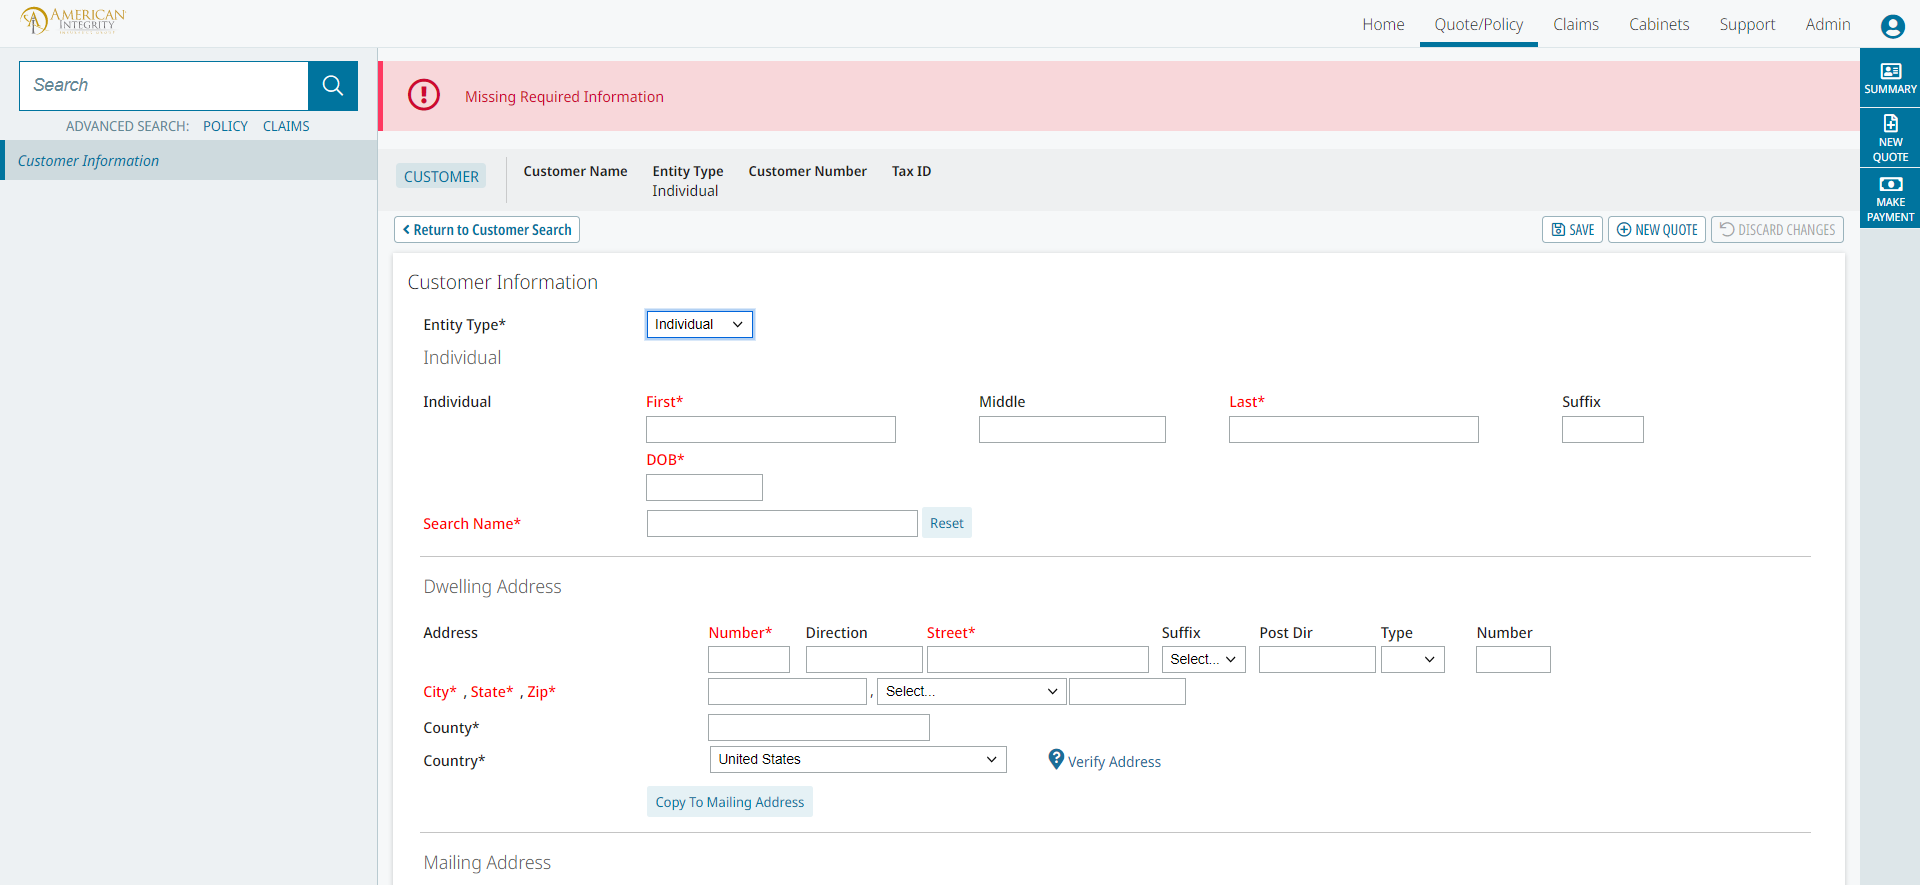 AMERICAN
INTEGRITY
INSURANCE GROUP
Home Quote/Policy Claims Cabinets Support Admin
Search
ADVANCED SEARCH: POLICY CLAIMS
Customer Information
Missing Required Information
SUMMARY
NEW
QUOTE
MAKE
PAYMENT
CUSTOMER
Customer Name Entity Type Customer Number Tax ID
Individual
Return to Customer Search
SAVE NEW QUOTE DISCARD CHANGES
Customer Information
Entity Type* Individual
Individual
Individual First* Middle Last* Suffix
DOB*
Search Name* Reset
Dwelling Address
Address Number* Direction Street* Suffix Post Dir Type Number
Select...
City* , State* , Zip* , Select...
County*
Country* United States Verify Address
Copy To Mailing Address
Mailing Address